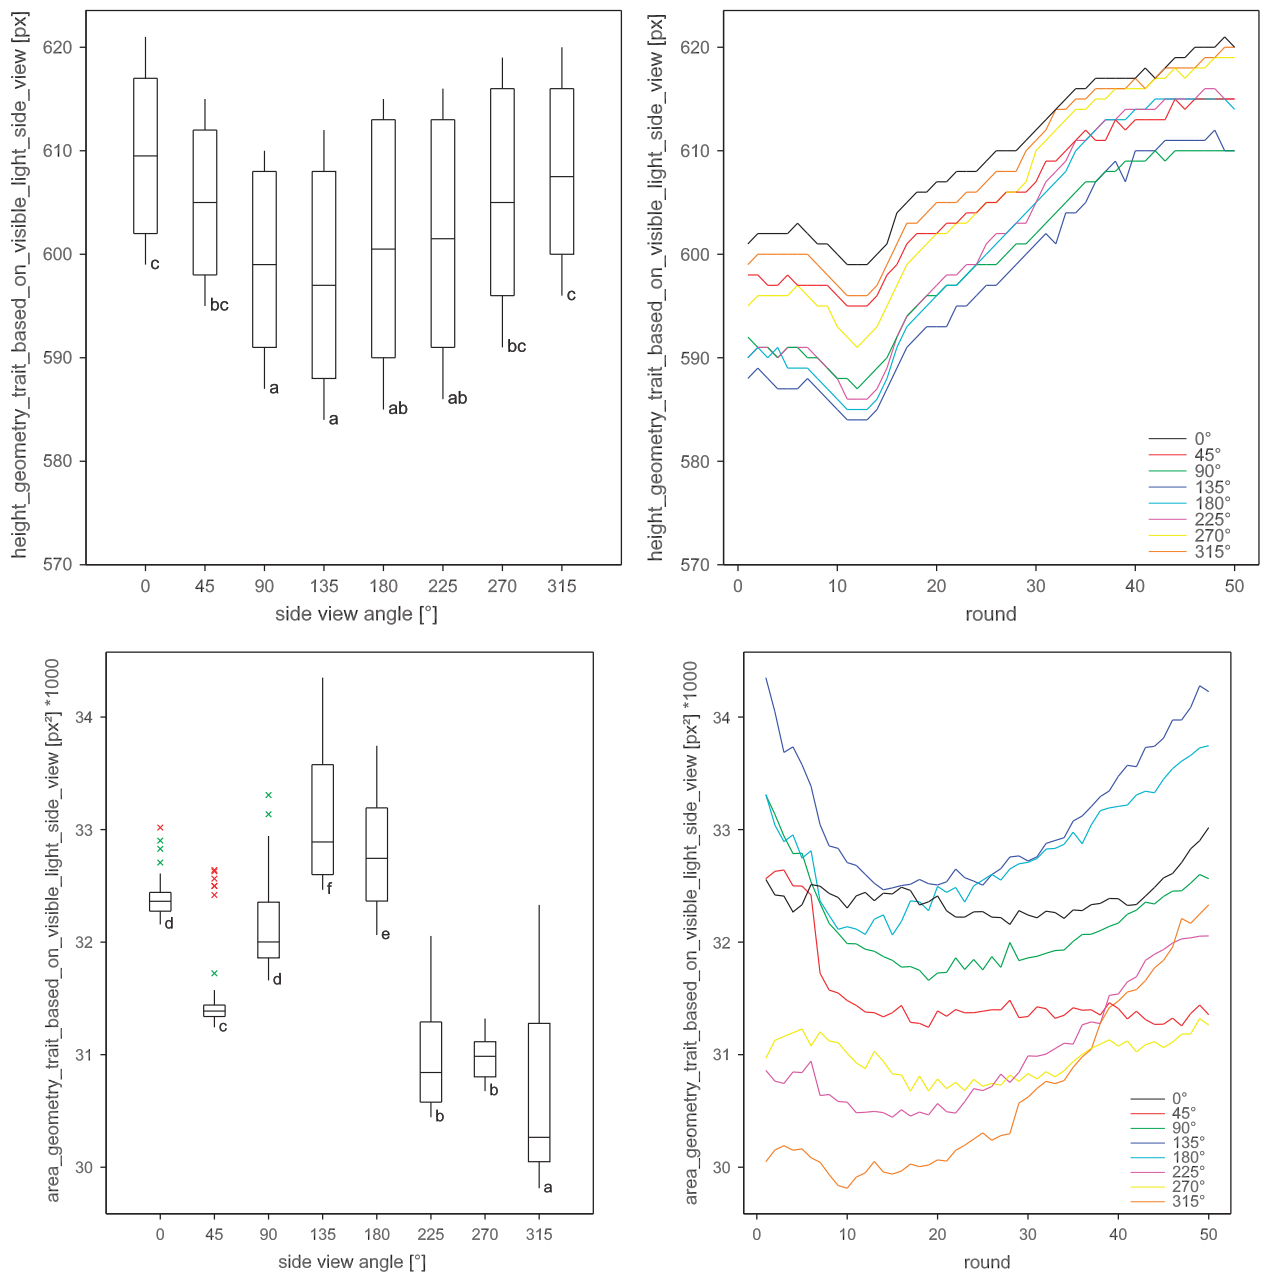 height_geometry_trait_based_on_visible_light_side_view [px]
620
610
600
590
580
570
c
bc
a
a
ab
ab
bc
c
0 45 90 135 180 225 270 315
side view angle [°]
height_geometry_trait_based_on_visible_light_side_view [px]
620
610
600
590
580
570
0°
45°
90°
135°
180°
225°
270°
315°
0 10 20 30 40 50
round
area_geometry_trait_based_on_visible_light_side_view [px²] *1000
34
33
32
31
30
d
c
d
f
e
b
b
a
0 45 90 135 180 225 270 315
side view angle [°]
area_geometry_trait_based_on_visible_light_side_view [px²] *1000
34
33
32
31
30
0°
45°
90°
135°
180°
225°
270°
315°
0 10 20 30 40 50
round